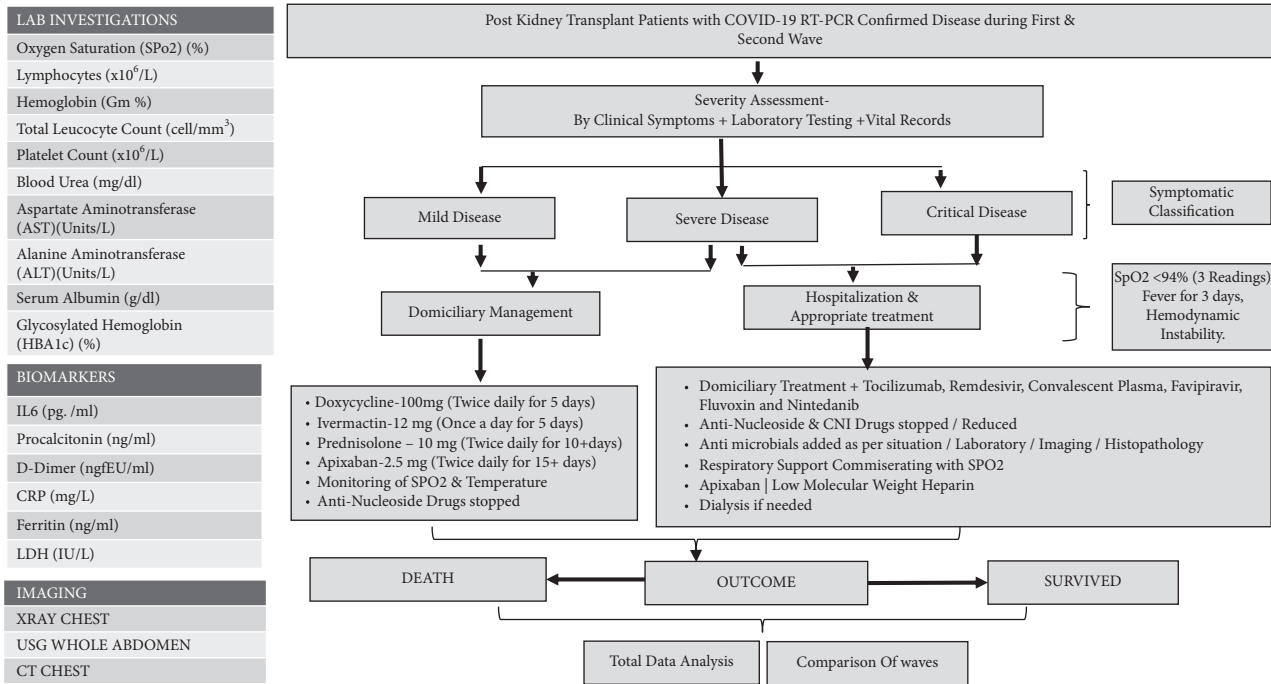 LAB INVESTIGATIONS
Oxygen Saturation (SPo2) (%)
Lymphocytes (x10⁶/L)
Hemoglobin (Gm %)
Total Leucocyte Count (cell/mm³)
Platelet Count (x10⁶/L)
Blood Urea (mg/dl)
Aspartate Aminotransferase
(AST)(Units/L)
Alanine Aminotransferase
(ALT)(Units/L)
Serum Albumin (g/dl)
Glycosylated Hemoglobin
(HBA1c) (%)
BIOMARKERS
IL6 (pg. /ml)
Procalcitonin (ng/ml)
D-Dimer (ngfEU/ml)
CRP (mg/L)
Ferritin (ng/ml)
LDH (IU/L)
IMAGING
XRAY CHEST
USG WHOLE ABDOMEN
CT CHEST
Post Kidney Transplant Patients with COVID-19 RT-PCR Confirmed Disease during First &
Second Wave
Severity Assessment-
By Clinical Symptoms + Laboratory Testing +Vital Records
Mild Disease
Severe Disease
Critical Disease
Symptomatic
Classification
Domiciliary Management
Hospitalization &
Appropriate treatment
SpO2 <94% (3 Readings)
Fever for 3 days,
Hemodynamic
Instability.
• Doxycycline-100mg (Twice daily for 5 days)
• Ivermactin-12 mg (Once a day for 5 days)
• Prednisolone – 10 mg (Twice daily for 10+days)
• Apixaban-2.5 mg (Twice daily for 15+ days)
• Monitoring of SPO2 & Temperature
• Anti-Nucleoside Drugs stopped
• Domiciliary Treatment + Tocilizumab, Remdesivir, Convalescent Plasma, Favipiravir,
Fluvoxin and Nintedanib
• Anti-Nucleoside & CNI Drugs stopped / Reduced
• Anti microbials added as per situation / Laboratory / Imaging / Histopathology
• Respiratory Support Commiserating with SPO2
• Apixaban | Low Molecular Weight Heparin
• Dialysis if needed
DEATH
OUTCOME
SURVIVED
Total Data Analysis
Comparison Of waves